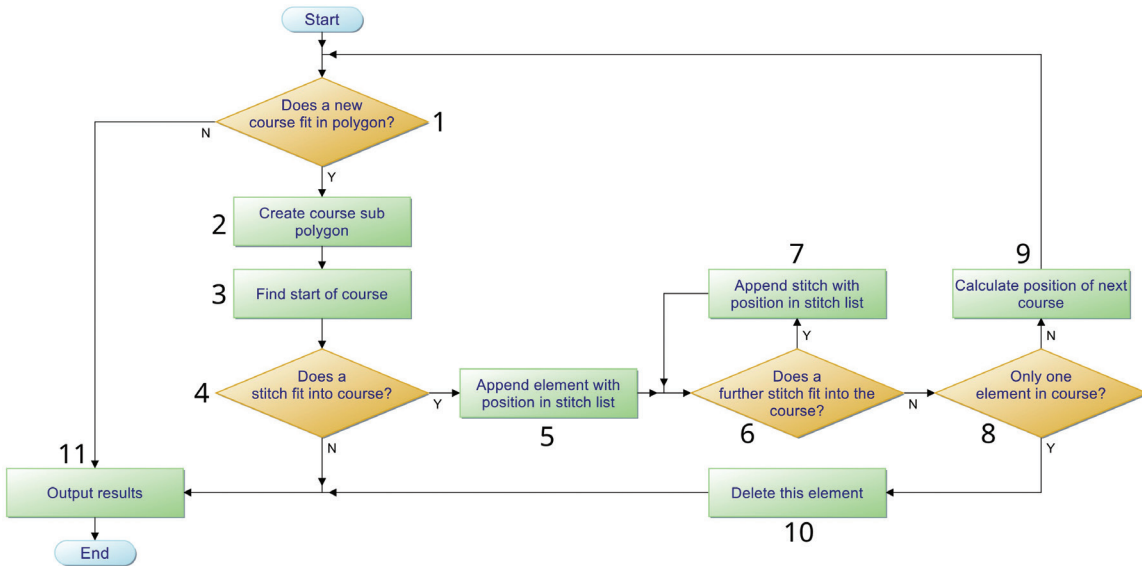 Start
Does a new
course fit in polygon?
1
N
Y
2
Create course sub
polygon
3
Find start of course
4
Does a
stitch fit into course?
Y
N
Append element with
position in stitch list
5
7
Append stitch with
position in stitch list
Y
Does a
further stitch fit into the
course?
6
N
9
Calculate position of next
course
N
Only one
element in course?
8
Y
Delete this element
10
11
Output results
End